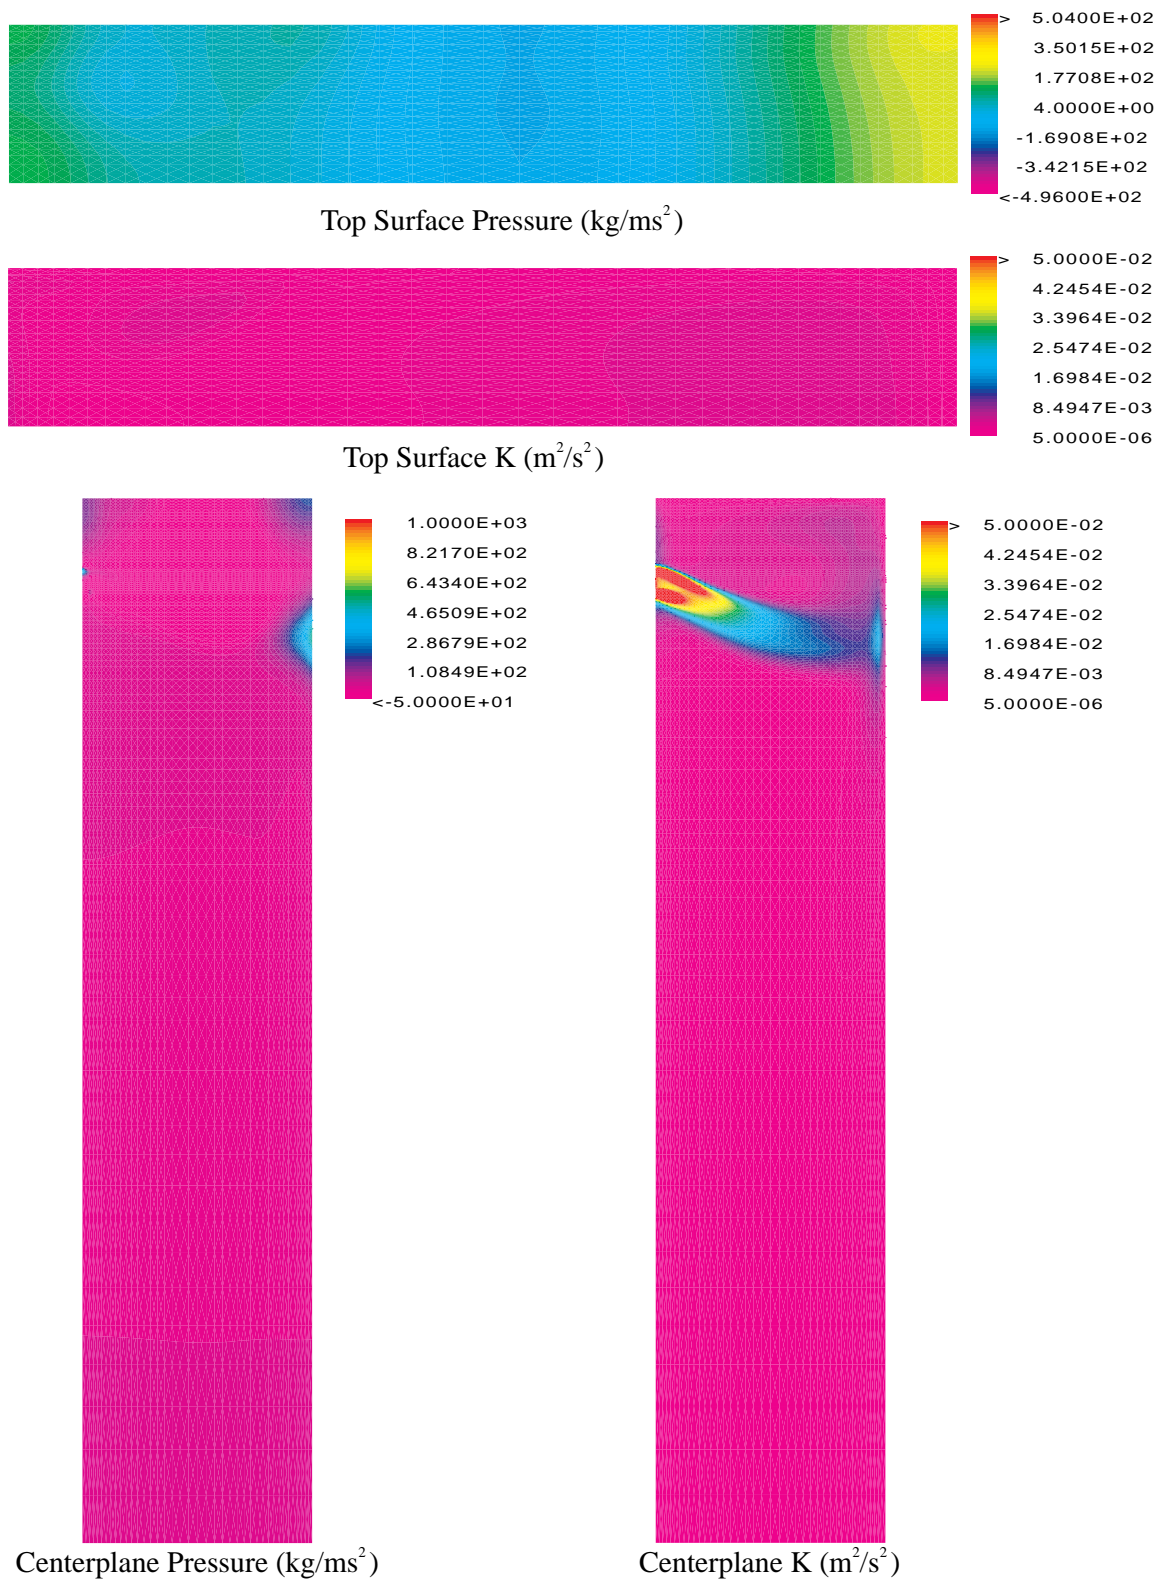 > 5.0400E+02
3.5015E+02
1.7708E+02
4.0000E+00
-1.6908E+02
-3.4215E+02
<-4.9600E+02
Top Surface Pressure (kg/ms²)
> 5.0000E-02
4.2454E-02
3.3964E-02
2.5474E-02
1.6984E-02
8.4947E-03
5.0000E-06
Top Surface K (m²/s²)
1.0000E+03
8.2170E+02
6.4340E+02
4.6509E+02
2.8679E+02
1.0849E+02
<-5.0000E+01
Centerplane Pressure (kg/ms²)
> 5.0000E-02
4.2454E-02
3.3964E-02
2.5474E-02
1.6984E-02
8.4947E-03
5.0000E-06
Centerplane K (m²/s²)